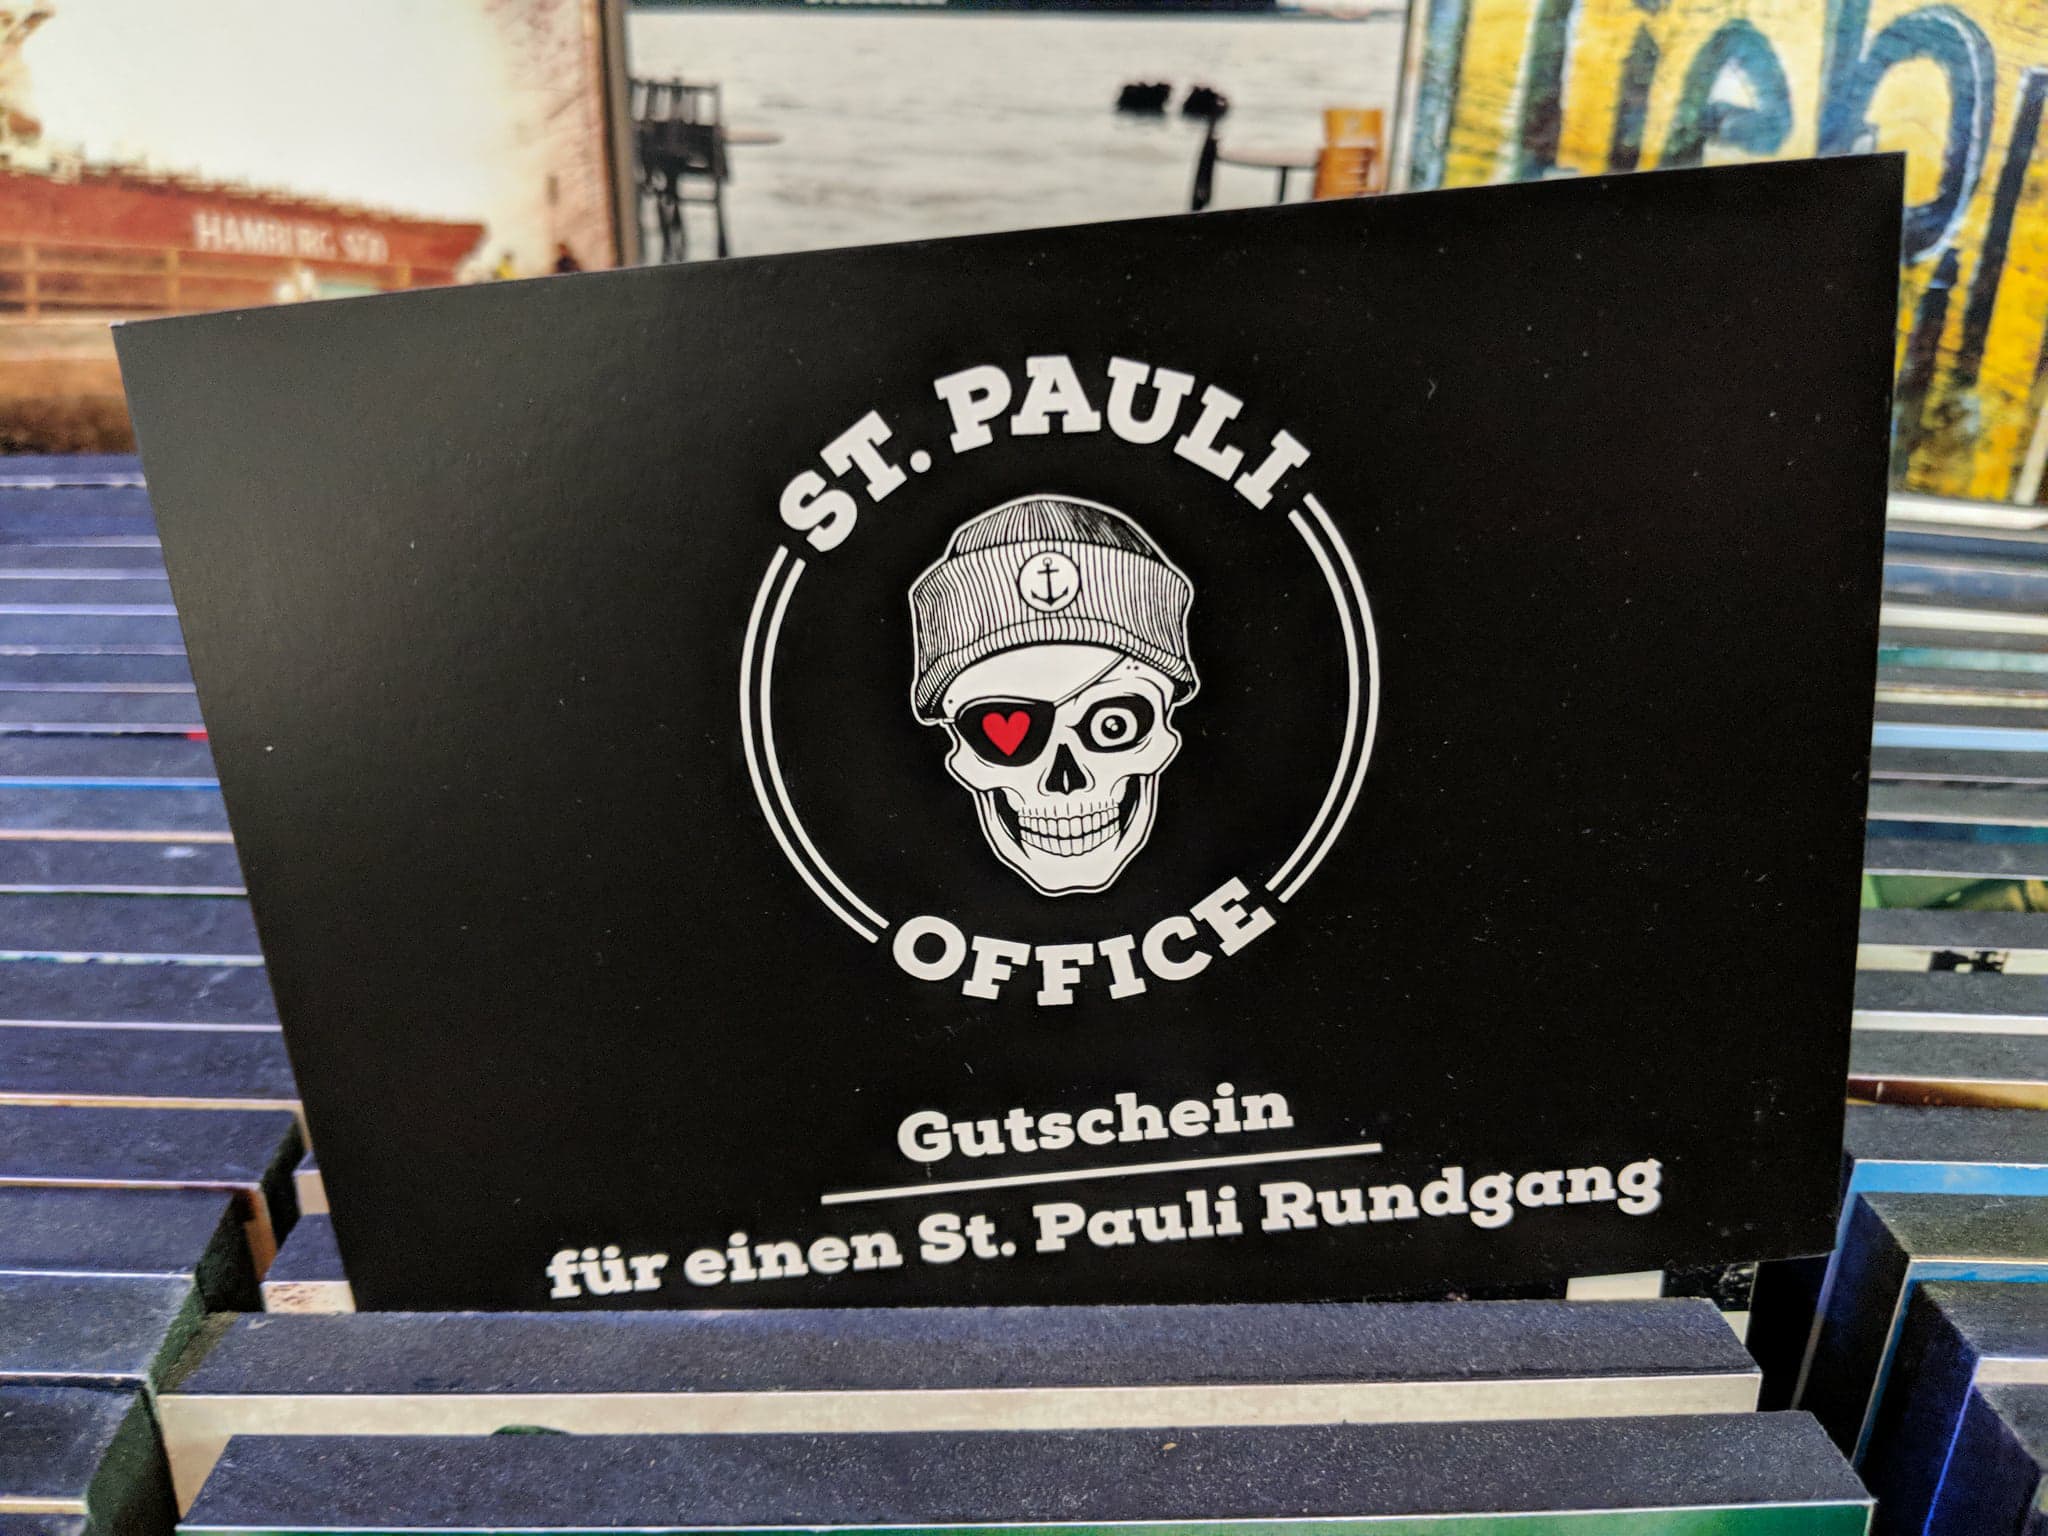 HAMBURG SÜD
ST. PAULI
OFFICE
Gutschein
für einen St. Pauli Rundgang